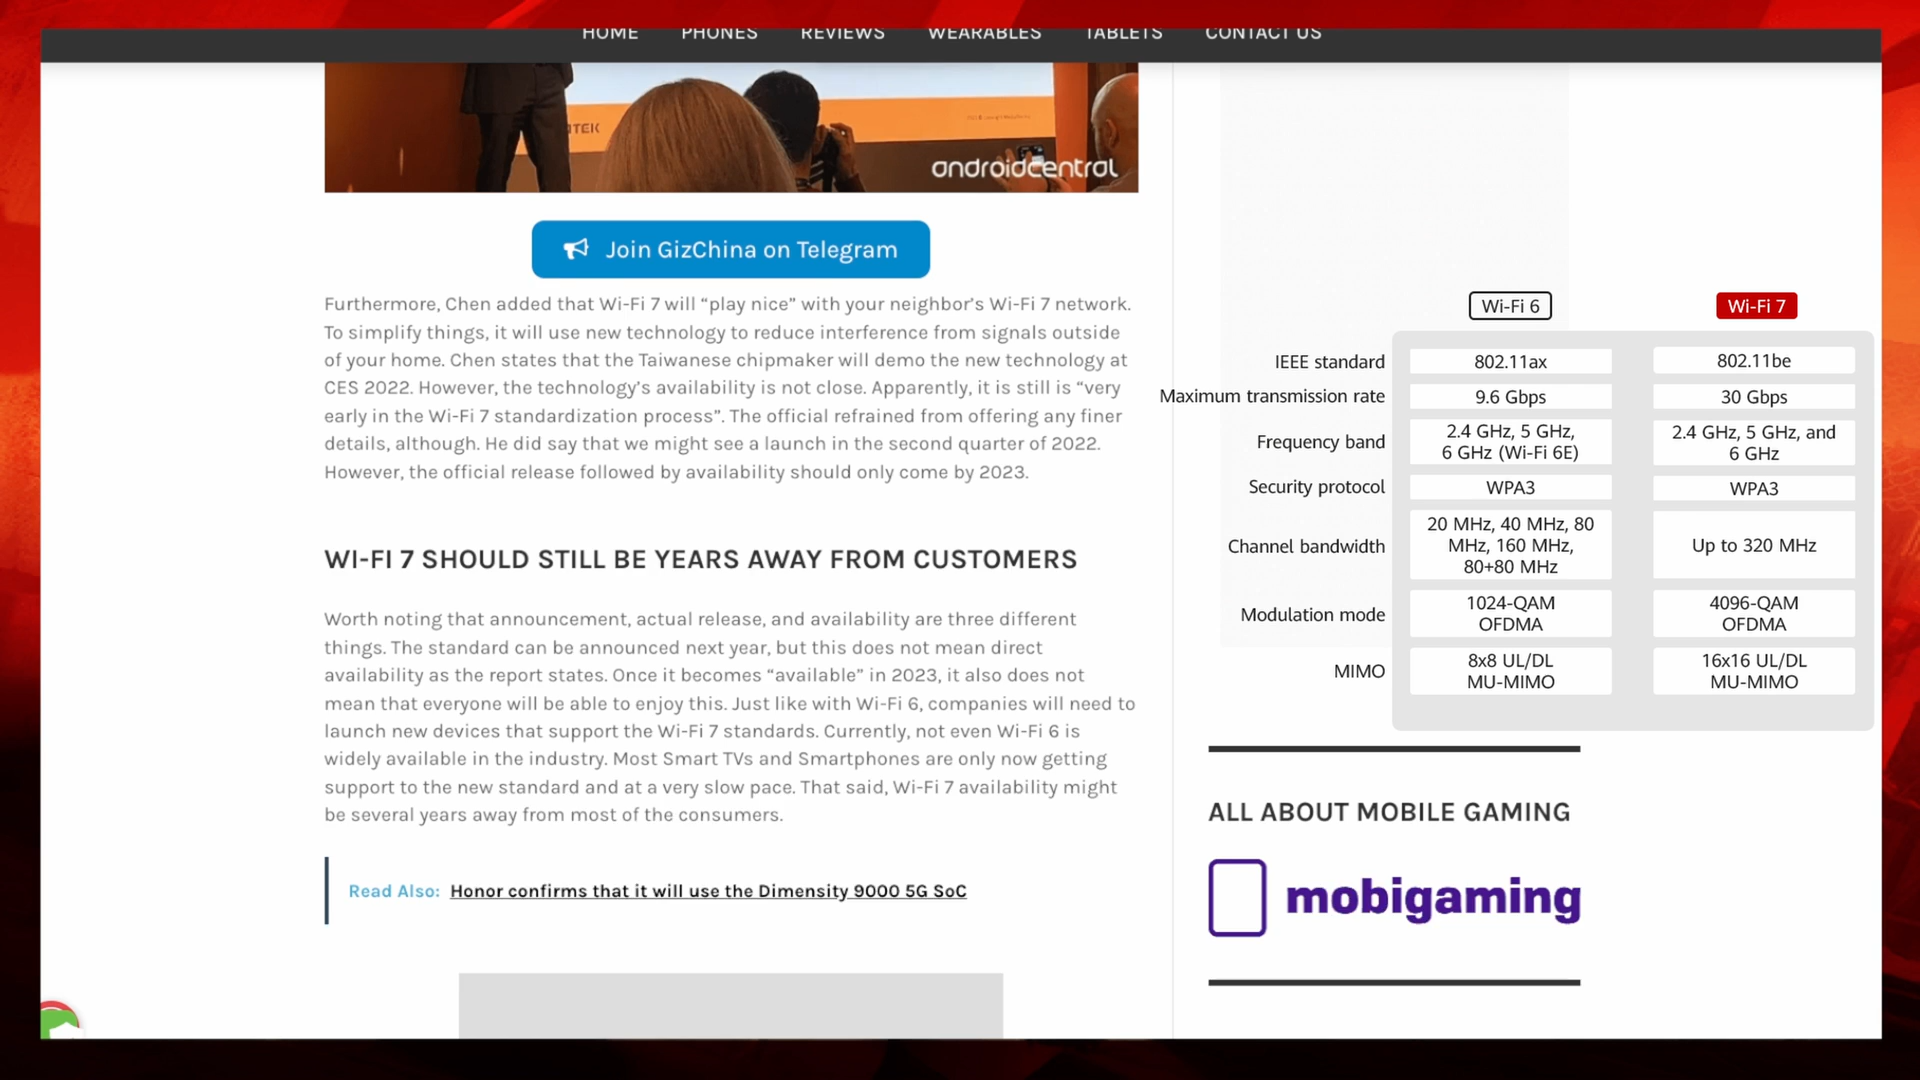 HOME PHONES REVIEWS WEARABLES TABLETS CONTACT US
TEK
androidcentral
Join GizChina on Telegram
Furthermore, Chen added that Wi-Fi 7 will “play nice” with your neighbor’s Wi-Fi 7 network.
To simplify things, it will use new technology to reduce interference from signals outside
of your home. Chen states that the Taiwanese chipmaker will demo the new technology at
CES 2022. However, the technology’s availability is not close. Apparently, it is still is “very
early in the Wi-Fi 7 standardization process”. The official refrained from offering any finer
details, although. He did say that we might see a launch in the second quarter of 2022.
However, the official release followed by availability should only come by 2023.
WI-FI 7 SHOULD STILL BE YEARS AWAY FROM CUSTOMERS
Worth noting that announcement, actual release, and availability are three different
things. The standard can be announced next year, but this does not mean direct
availability as the report states. Once it becomes “available” in 2023, it also does not
mean that everyone will be able to enjoy this. Just like with Wi-Fi 6, companies will need to
launch new devices that support the Wi-Fi 7 standards. Currently, not even Wi-Fi 6 is
widely available in the industry. Most Smart TVs and Smartphones are only now getting
support to the new standard and at a very slow pace. That said, Wi-Fi 7 availability might
be several years away from most of the consumers.
Read Also: Honor confirms that it will use the Dimensity 9000 5G SoC
Wi-Fi 6 Wi-Fi 7
IEEE standard 802.11ax 802.11be
Maximum transmission rate 9.6 Gbps 30 Gbps
Frequency band 2.4 GHz, 5 GHz, 2.4 GHz, 5 GHz, and
6 GHz (Wi-Fi 6E) 6 GHz
Security protocol WPA3 WPA3
20 MHz, 40 MHz, 80
Channel bandwidth MHz, 160 MHz, Up to 320 MHz
80+80 MHz
Modulation mode 1024-QAM 4096-QAM
OFDMA OFDMA
MIMO 8x8 UL/DL 16x16 UL/DL
MU-MIMO MU-MIMO
ALL ABOUT MOBILE GAMING
mobigaming